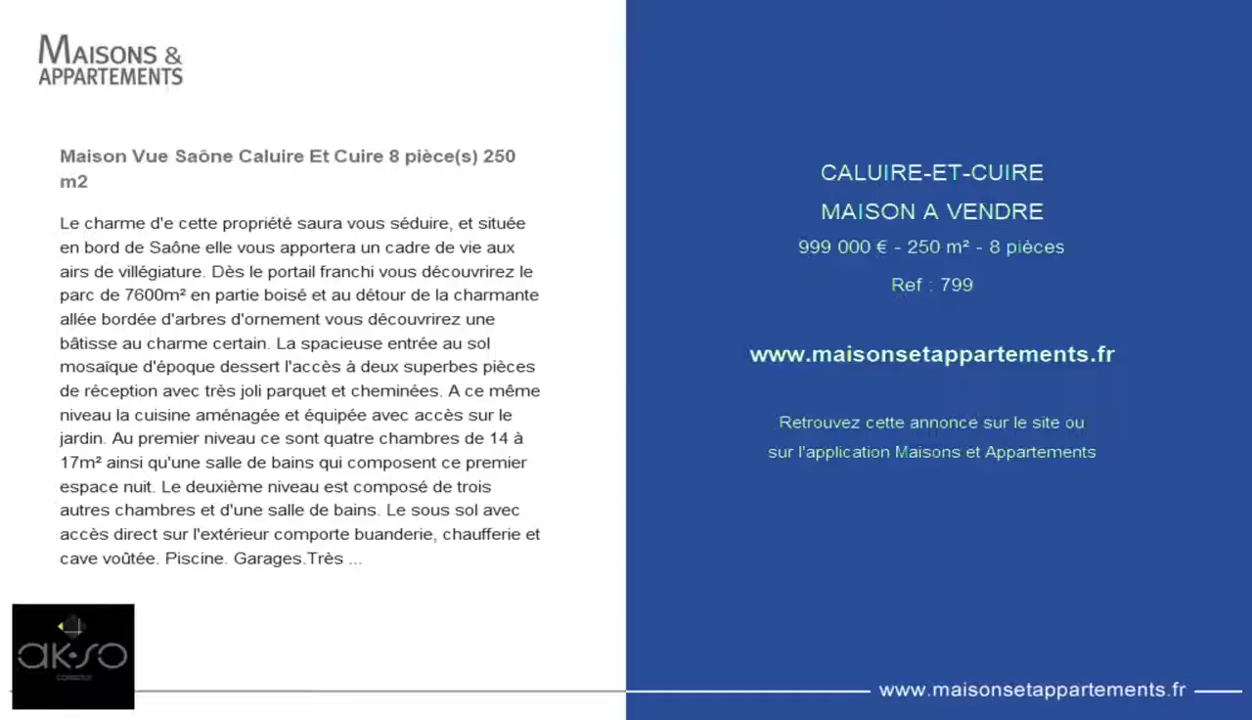 MAISONS &
APPARTEMENTS
Maison Vue Saône Caluire Et Cuire 8 pièce(s) 250
m2
Le charme d'e cette propriété saura vous séduire, et située
en bord de Saône elle vous apportera un cadre de vie aux
airs de villégiature. Dès le portail franchi vous découvrirez le
parc de 7600m² en partie boisé et au détour de la charmante
allée bordée d'arbres d'ornement vous découvrirez une
bâtisse au charme certain. La spacieuse entrée au sol
mosaïque d'époque dessert l'accès à deux superbes pièces
de réception avec très joli parquet et cheminées. A ce même
niveau la cuisine aménagée et équipée avec accès sur le
jardin. Au premier niveau ce sont quatre chambres de 14 à
17m² ainsi qu'une salle de bains qui composent ce premier
espace nuit. Le deuxième niveau est composé de trois
autres chambres et d'une salle de bains. Le sous sol avec
accès direct sur l'extérieur comporte buanderie, chaufferie et
cave voûtée. Piscine. Garages.Très ...
ak·so
CALUIRE-ET-CUIRE
MAISON A VENDRE
999 000 € - 250 m² - 8 pièces
Ref : 799
www.maisonsetappartements.fr
Retrouvez cette annonce sur le site ou
sur l'application Maisons et Appartements
www.maisonsetappartements.fr